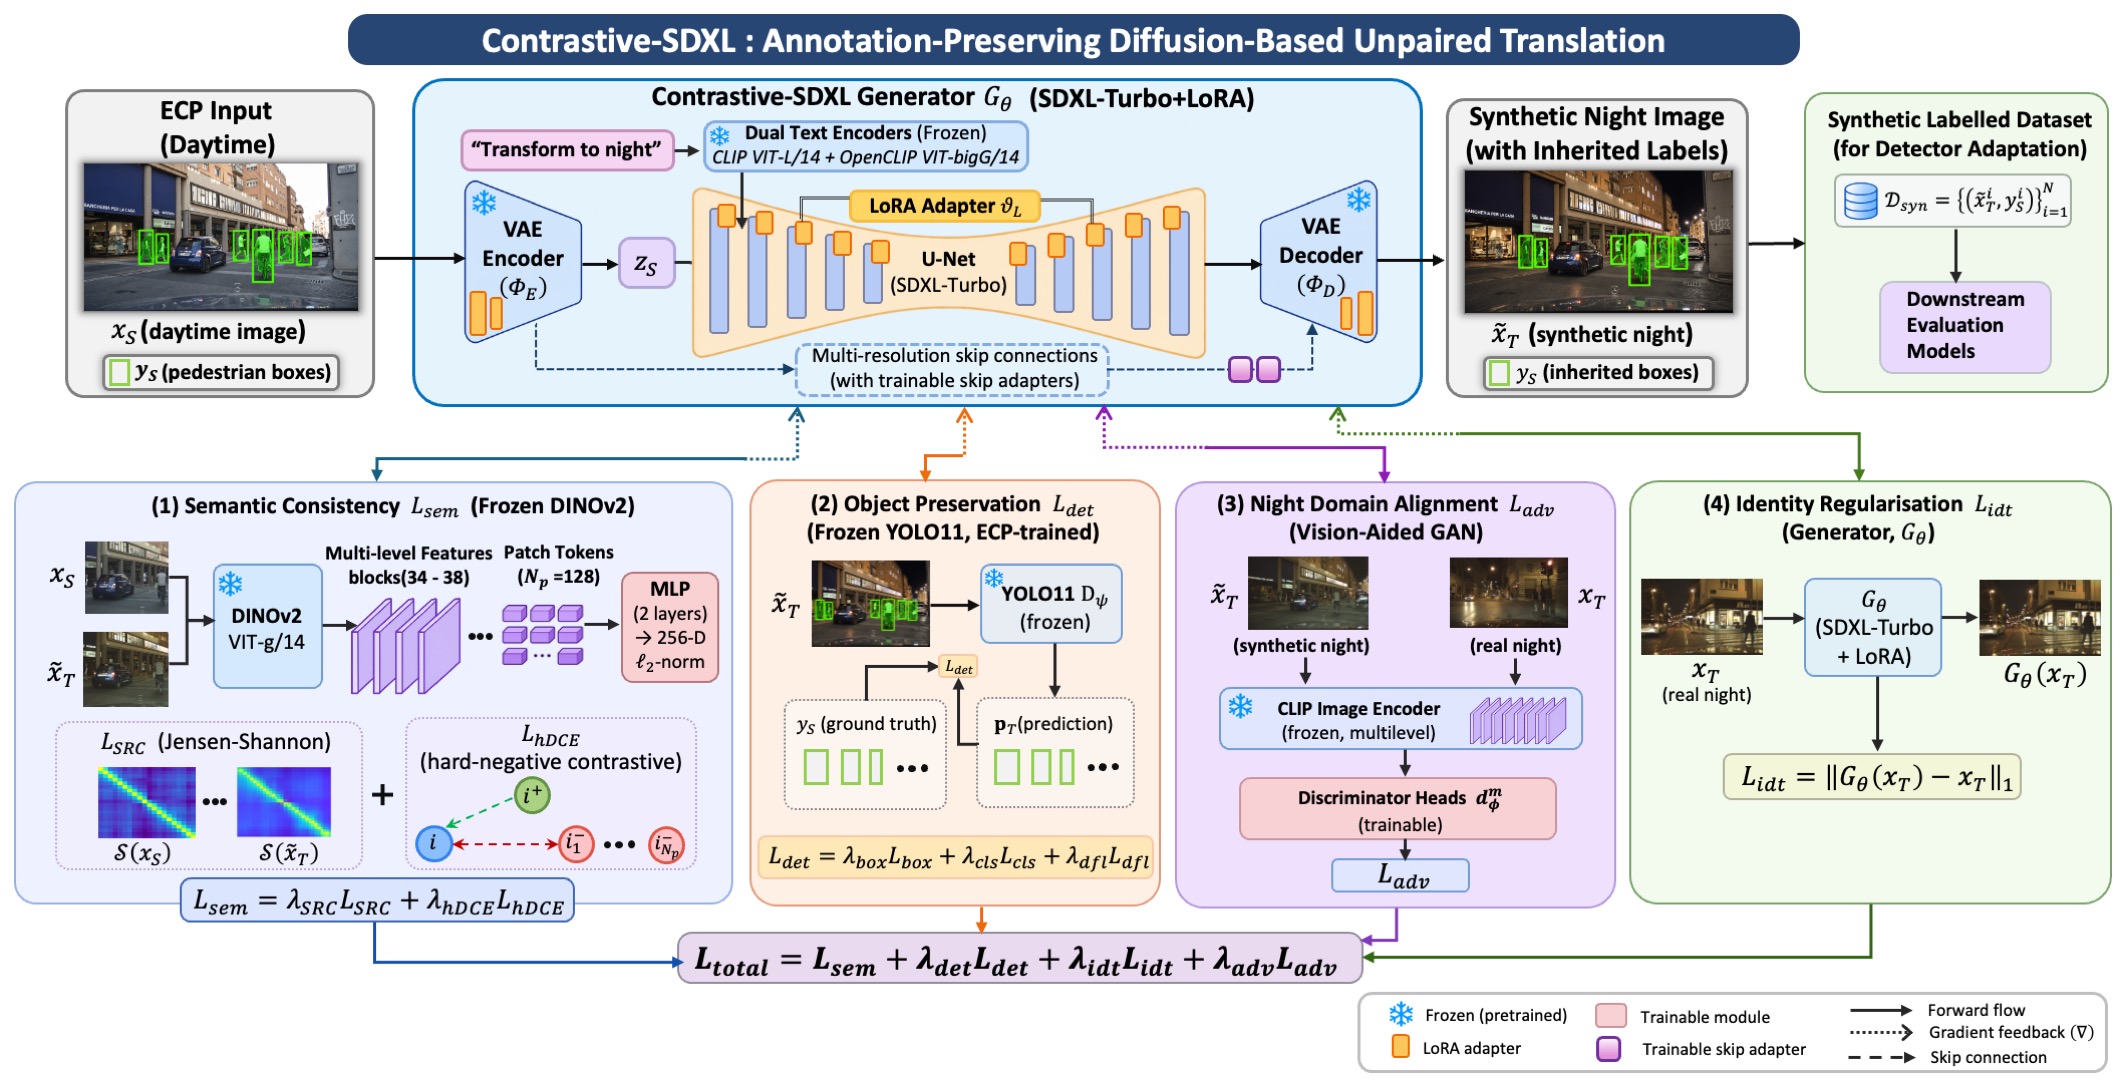 Contrastive-SDXL : Annotation-Preserving Diffusion-Based Unpaired Translation
ECP Input
(Daytime)
x_S (daytime image)
y_S (pedestrian boxes)
Contrastive-SDXL Generator G_θ (SDXL-Turbo+LoRA)
“Transform to night”
Dual Text Encoders (Frozen)
CLIP VIT-L/14 + OpenCLIP VIT-bigG/14
VAE
Encoder
(Φ_E)
z_S
LoRA Adapter ϑ_L
U-Net
(SDXL-Turbo)
VAE
Decoder
(Φ_D)
Multi-resolution skip connections
(with trainable skip adapters)
Synthetic Night Image
(with Inherited Labels)
x̃_T (synthetic night)
y_S (inherited boxes)
Synthetic Labelled Dataset
(for Detector Adaptation)
𝒟_syn = {(x̃_T^i, y_S^i)}_{i=1}^N
Downstream
Evaluation
Models
(1) Semantic Consistency L_sem (Frozen DINOv2)
x_S
x̃_T
DINOv2
VIT-g/14
Multi-level Features
blocks(34 - 38)
Patch Tokens
(N_p =128)
MLP
(2 layers)
→ 256-D
ℓ_2-norm
L_SRC (Jensen-Shannon)
𝒮(x_S)
𝒮(x̃_T)
+
L_hDCE
(hard-negative contrastive)
i^+
i
i_1^-
i_{N_p}^-
L_sem = λ_SRC L_SRC + λ_hDCE L_hDCE
(2) Object Preservation L_det
(Frozen YOLO11, ECP-trained)
x̃_T
YOLO11 D_ψ
(frozen)
L_det
y_S (ground truth)
p_T (prediction)
L_det = λ_box L_box + λ_cls L_cls + λ_dfl L_dfl
(3) Night Domain Alignment L_adv
(Vision-Aided GAN)
x̃_T
x_T
(synthetic night)
(real night)
CLIP Image Encoder
(frozen, multilevel)
Discriminator Heads d_ϕ^m
(trainable)
L_adv
(4) Identity Regularisation L_idt
(Generator, G_θ)
x_T
(real night)
G_θ
(SDXL-Turbo
+ LoRA)
G_θ(x_T)
L_idt = ‖G_θ(x_T) − x_T‖_1
L_total = L_sem + λ_det L_det + λ_idt L_idt + λ_adv L_adv
Frozen (pretrained)
LoRA adapter
Trainable module
Trainable skip adapter
Forward flow
Gradient feedback (∇)
Skip connection